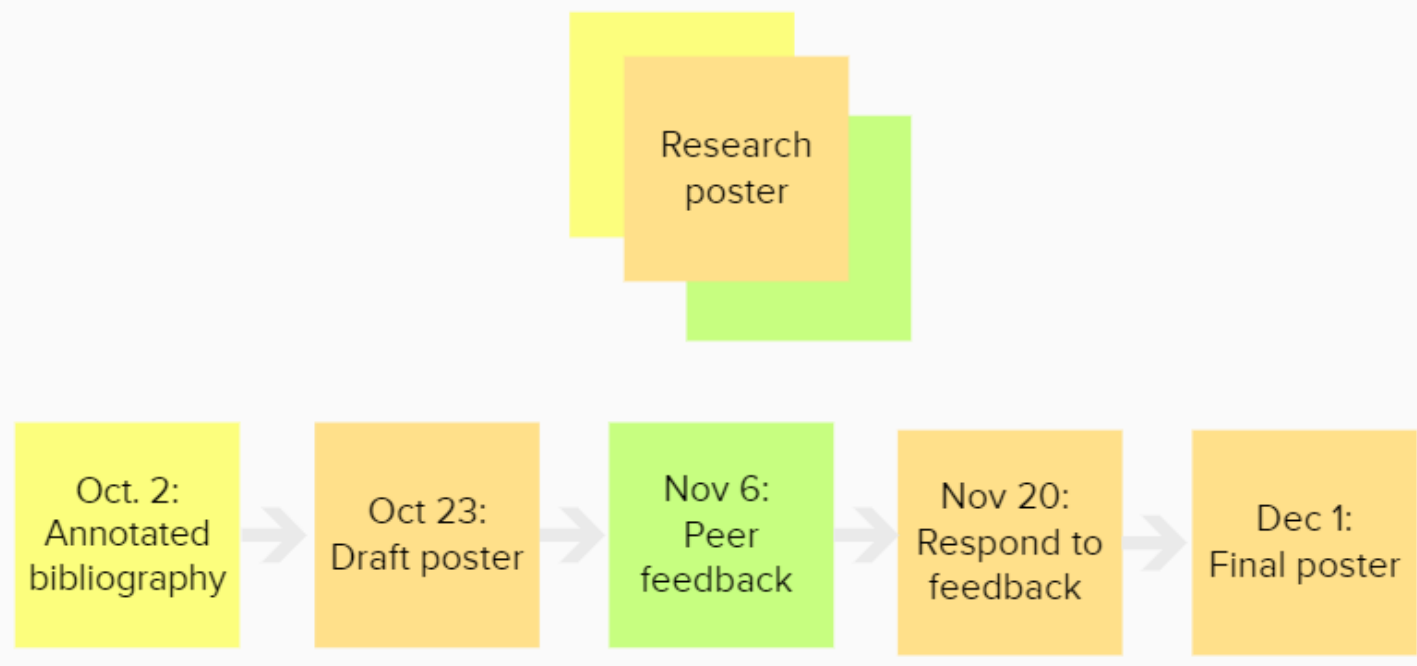 Research
poster
Oct. 2:
Annotated
bibliography
Oct 23:
Draft poster
Nov 6:
Peer
feedback
Nov 20:
Respond to
feedback
Dec 1:
Final poster